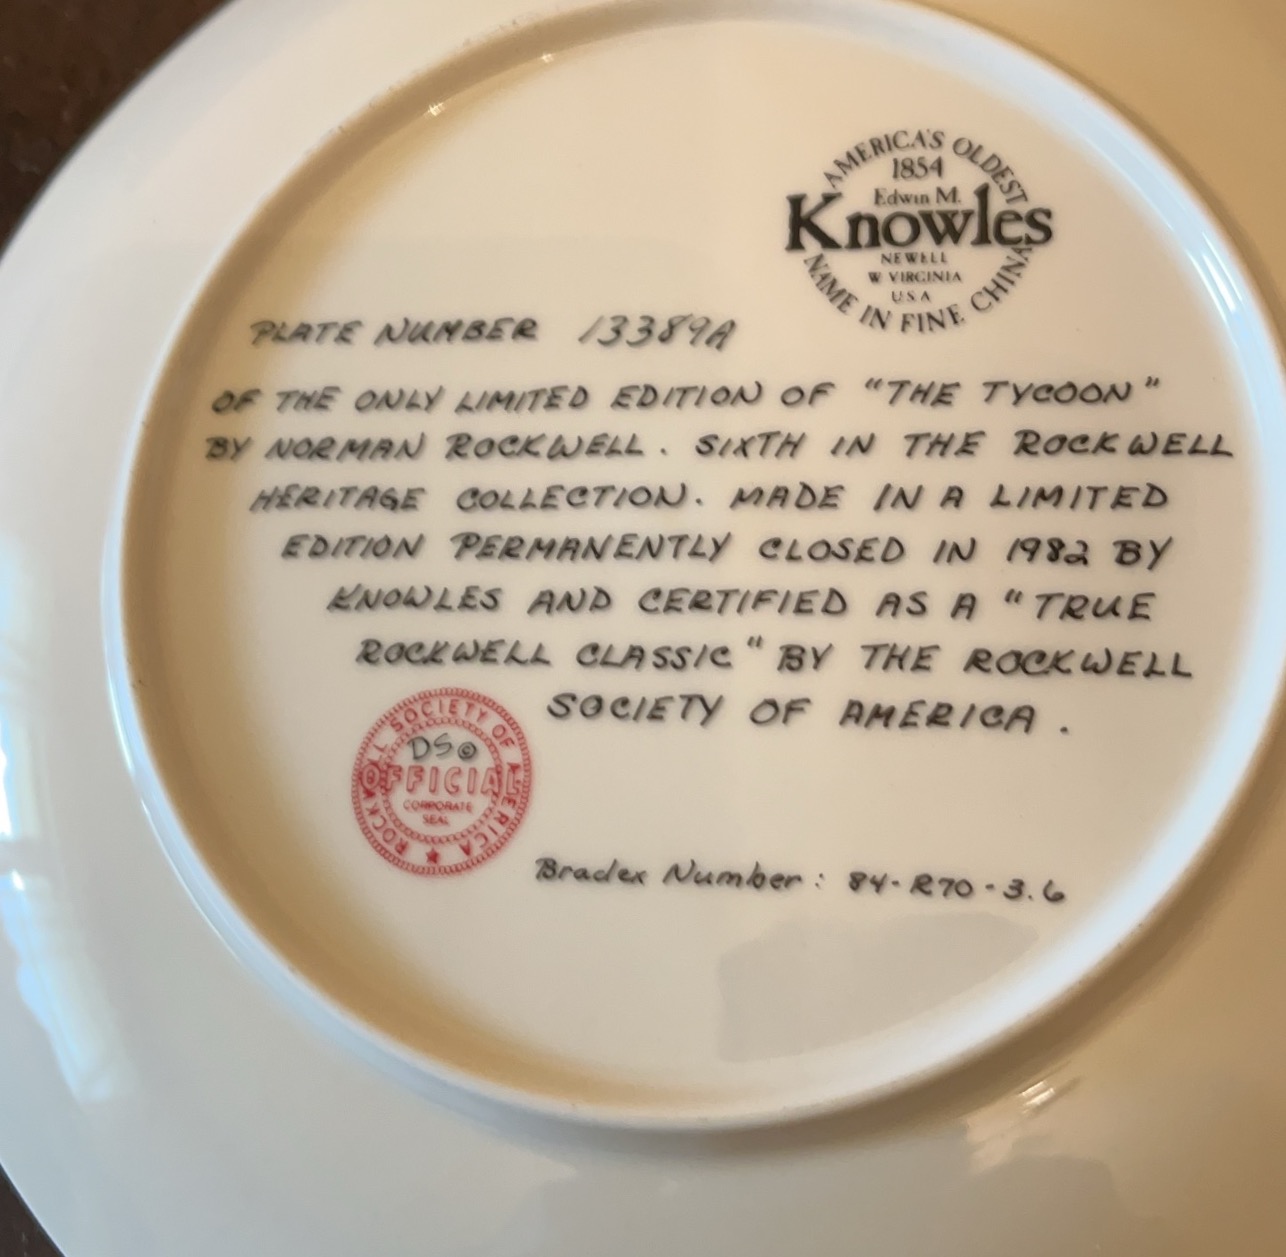 AMERICA'S OLDEST
1854
Edwin M.
Knowles
NEWELL
W VIRGINIA
USA
NAME IN FINE CHINA
PLATE NUMBER 13389A
OF THE ONLY LIMITED EDITION OF "THE TYCOON"
BY NORMAN ROCKWELL. SIXTH IN THE ROCKWELL
HERITAGE COLLECTION. MADE IN A LIMITED
EDITION PERMANENTLY CLOSED IN 1982 BY
KNOWLES AND CERTIFIED AS A "TRUE
ROCKWELL CLASSIC" BY THE ROCKWELL
SOCIETY OF AMERICA.
ROCKWELL SOCIETY OF AMERICA
DS©
OFFICIAL
CORPORATE
SEAL
Bradex Number: 84-R70-3.6